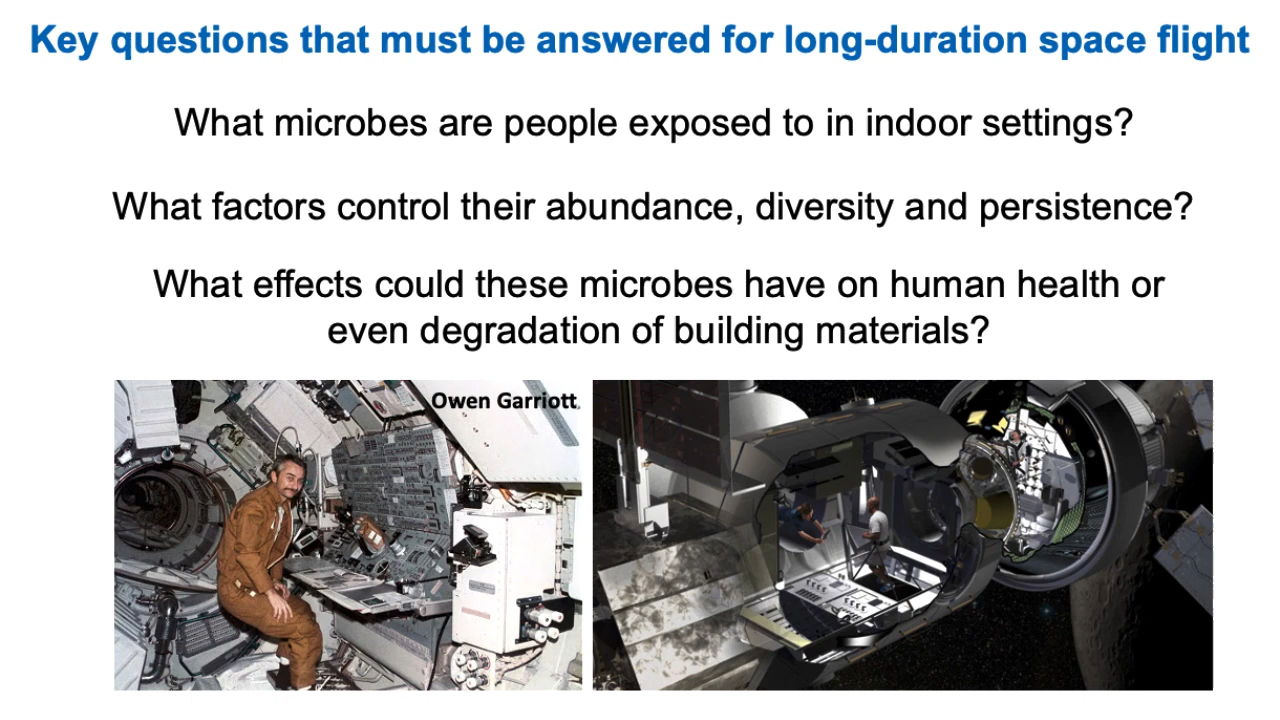 Key questions that must be answered for long-duration space flight
What microbes are people exposed to in indoor settings?
What factors control their abundance, diversity and persistence?
What effects could these microbes have on human health or
even degradation of building materials?
Owen Garriott